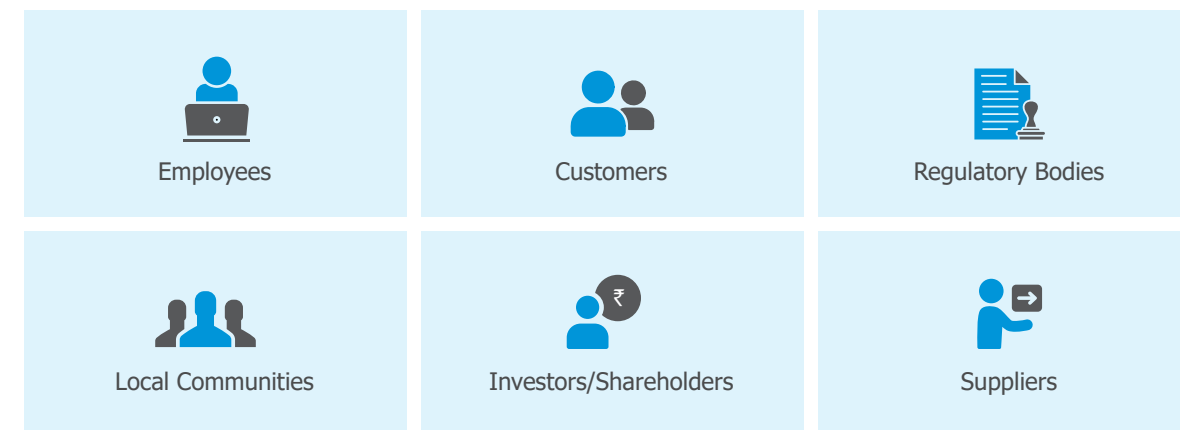 Employees
Customers
Regulatory Bodies
Local Communities
₹
Investors/Shareholders
Suppliers